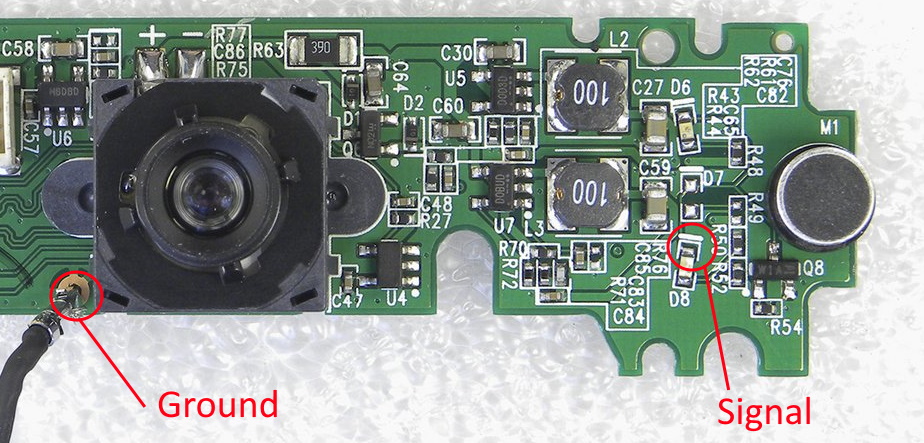 C58
+ -
R77
C86
R75
R63
390
C64
C30
U5
L2
100
C27
D6
R43
C65
R44
C76
R61
R62
C82
M1
U6
C57
D1
Q
D2
C60
R48
C59
D7
100
R49
C48
R27
U7
L3
R70
R72
R50
R52
R76
C85
C83
R71
C84
D8
Q8
C47
U4
R54
Ground
Signal